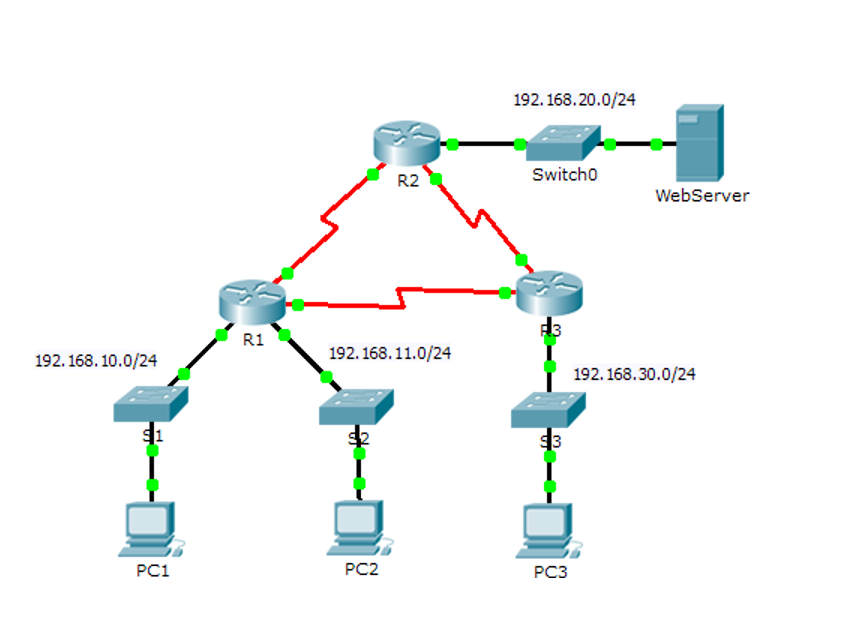 192.168.20.0/24
R2
Switch0
WebServer
R1
R3
192.168.10.0/24
192.168.11.0/24
192.168.30.0/24
S1
S2
S3
PC1
PC2
PC3